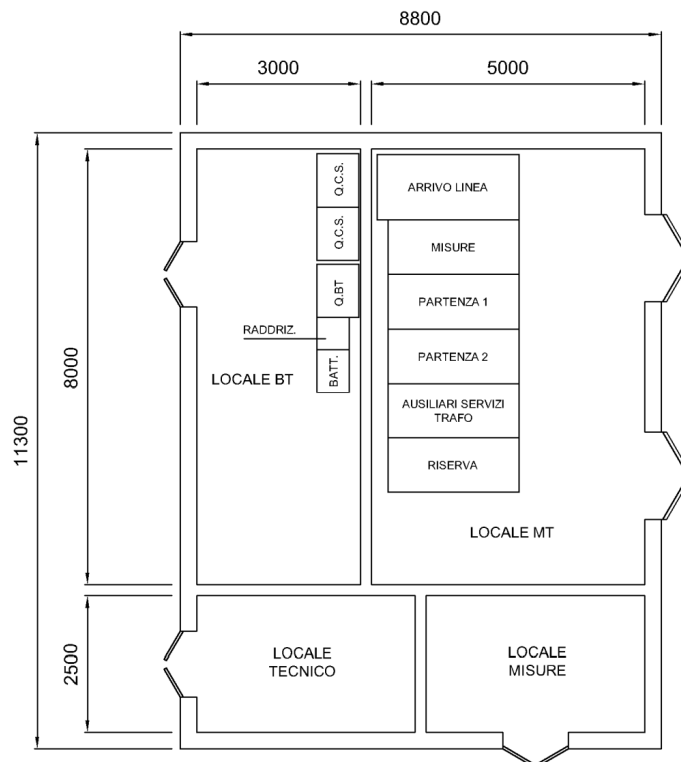 8800
3000
5000
11300
8000
2500
Q.C.S.
Q.C.S.
Q.BT
RADDRIZ.
BATT.
LOCALE BT
ARRIVO LINEA
MISURE
PARTENZA 1
PARTENZA 2
AUSILIARI SERVIZI
TRAFO
RISERVA
LOCALE MT
LOCALE
TECNICO
LOCALE
MISURE